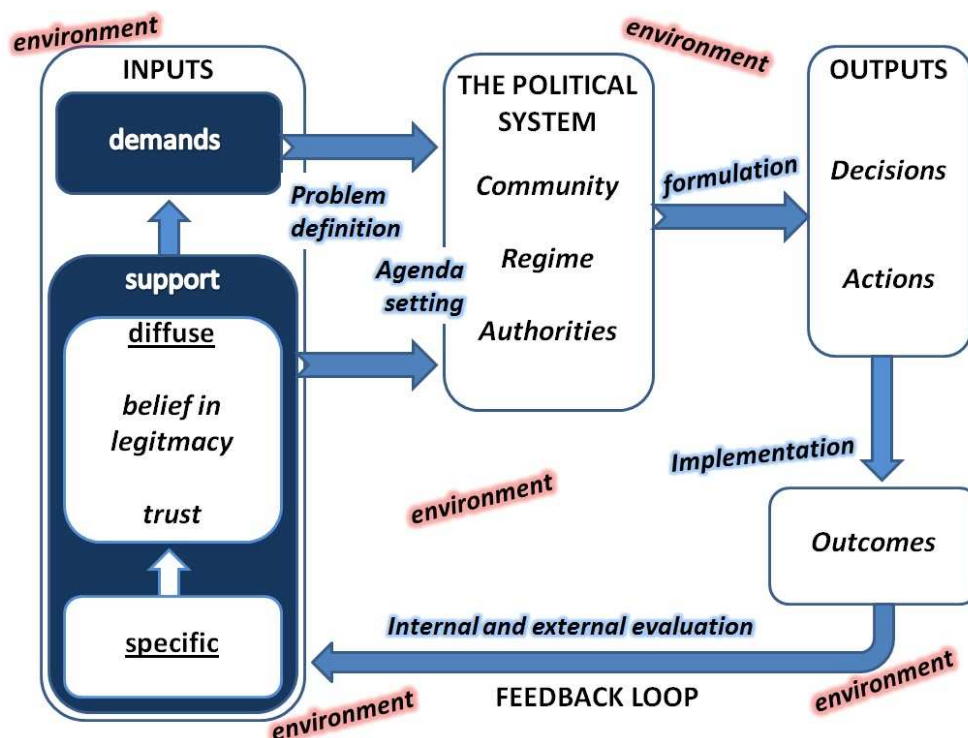 environment
INPUTS
demands
support
diffuse
belief in
legitmacy
trust
specific
Problem
definition
Agenda
setting
environment
THE POLITICAL
SYSTEM
Community
Regime
Authorities
formulation
OUTPUTS
Decisions
Actions
Implementation
environment
Outcomes
Internal and external evaluation
FEEDBACK LOOP
environment
environment